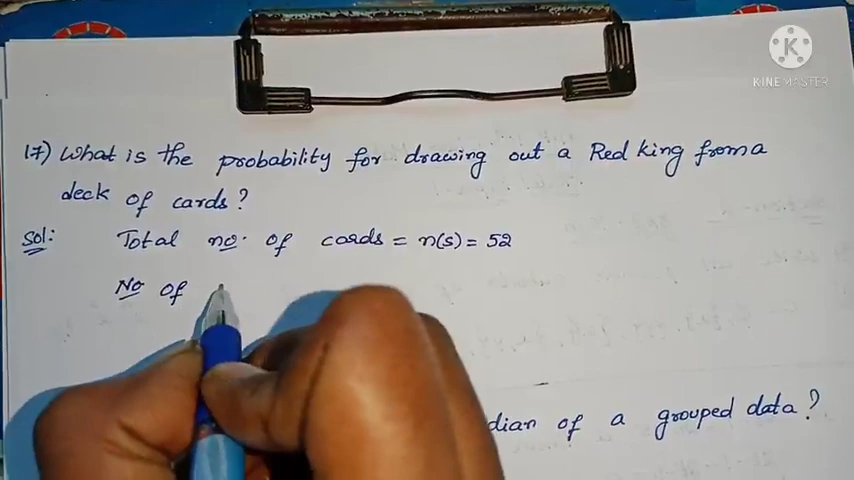 K
KINEMASTER
17) What is the probability for drawing out a Red king from a
deck of cards?
Sol: Total no. of cards = n(s) = 52
No of
dian of a grouped data?